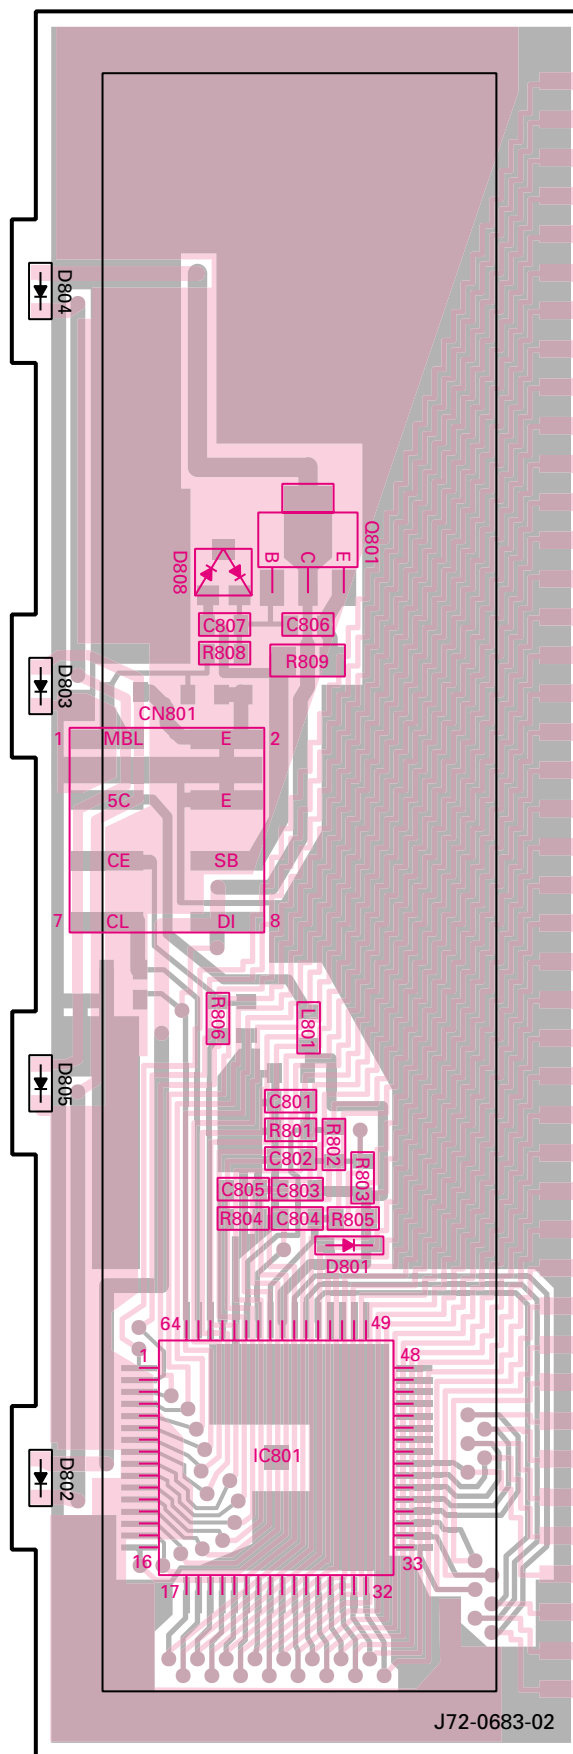 D804
Q801
B C E
D808
C807 C806
R808
R809
D803
CN801
1 MBL E 2
5C E
CE SB
7 CL DI 8
R806
L801
D805
C801
R801
R802
C802
R803
C805 C803
R804 C804 R805
D801
64 49
1 48
IC801
D802
16 33
17 32
J72-0683-02